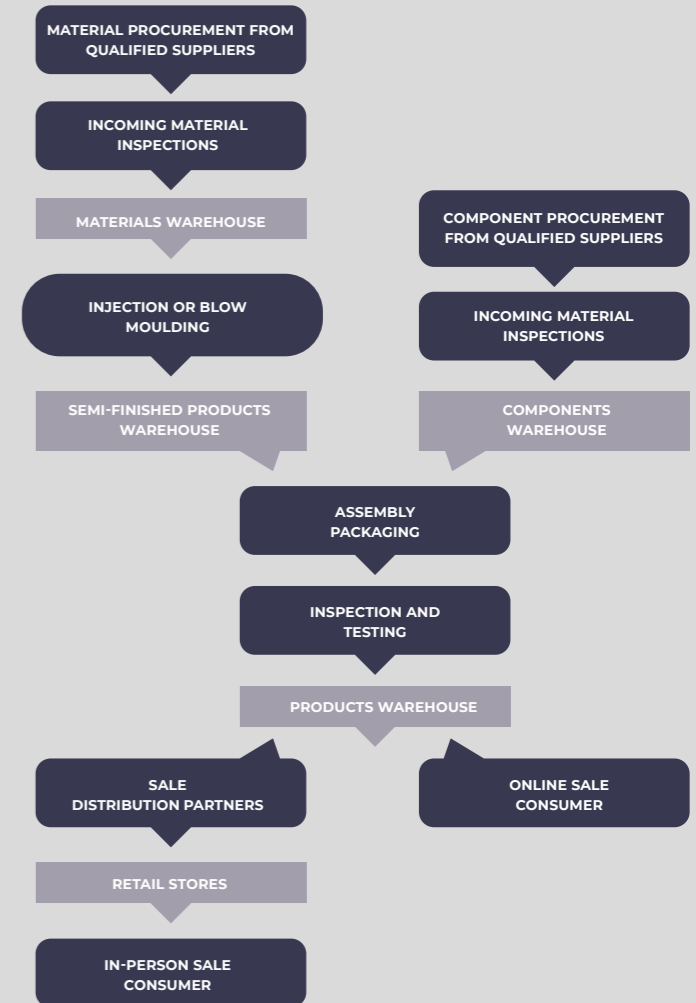 MATERIAL PROCUREMENT FROM
QUALIFIED SUPPLIERS
INCOMING MATERIAL
INSPECTIONS
MATERIALS WAREHOUSE
INJECTION OR BLOW
MOULDING
SEMI-FINISHED PRODUCTS
WAREHOUSE
COMPONENT PROCUREMENT
FROM QUALIFIED SUPPLIERS
INCOMING MATERIAL
INSPECTIONS
COMPONENTS
WAREHOUSE
ASSEMBLY
PACKAGING
INSPECTION AND
TESTING
PRODUCTS WAREHOUSE
SALE
DISTRIBUTION PARTNERS
RETAIL STORES
IN-PERSON SALE
CONSUMER
ONLINE SALE
CONSUMER